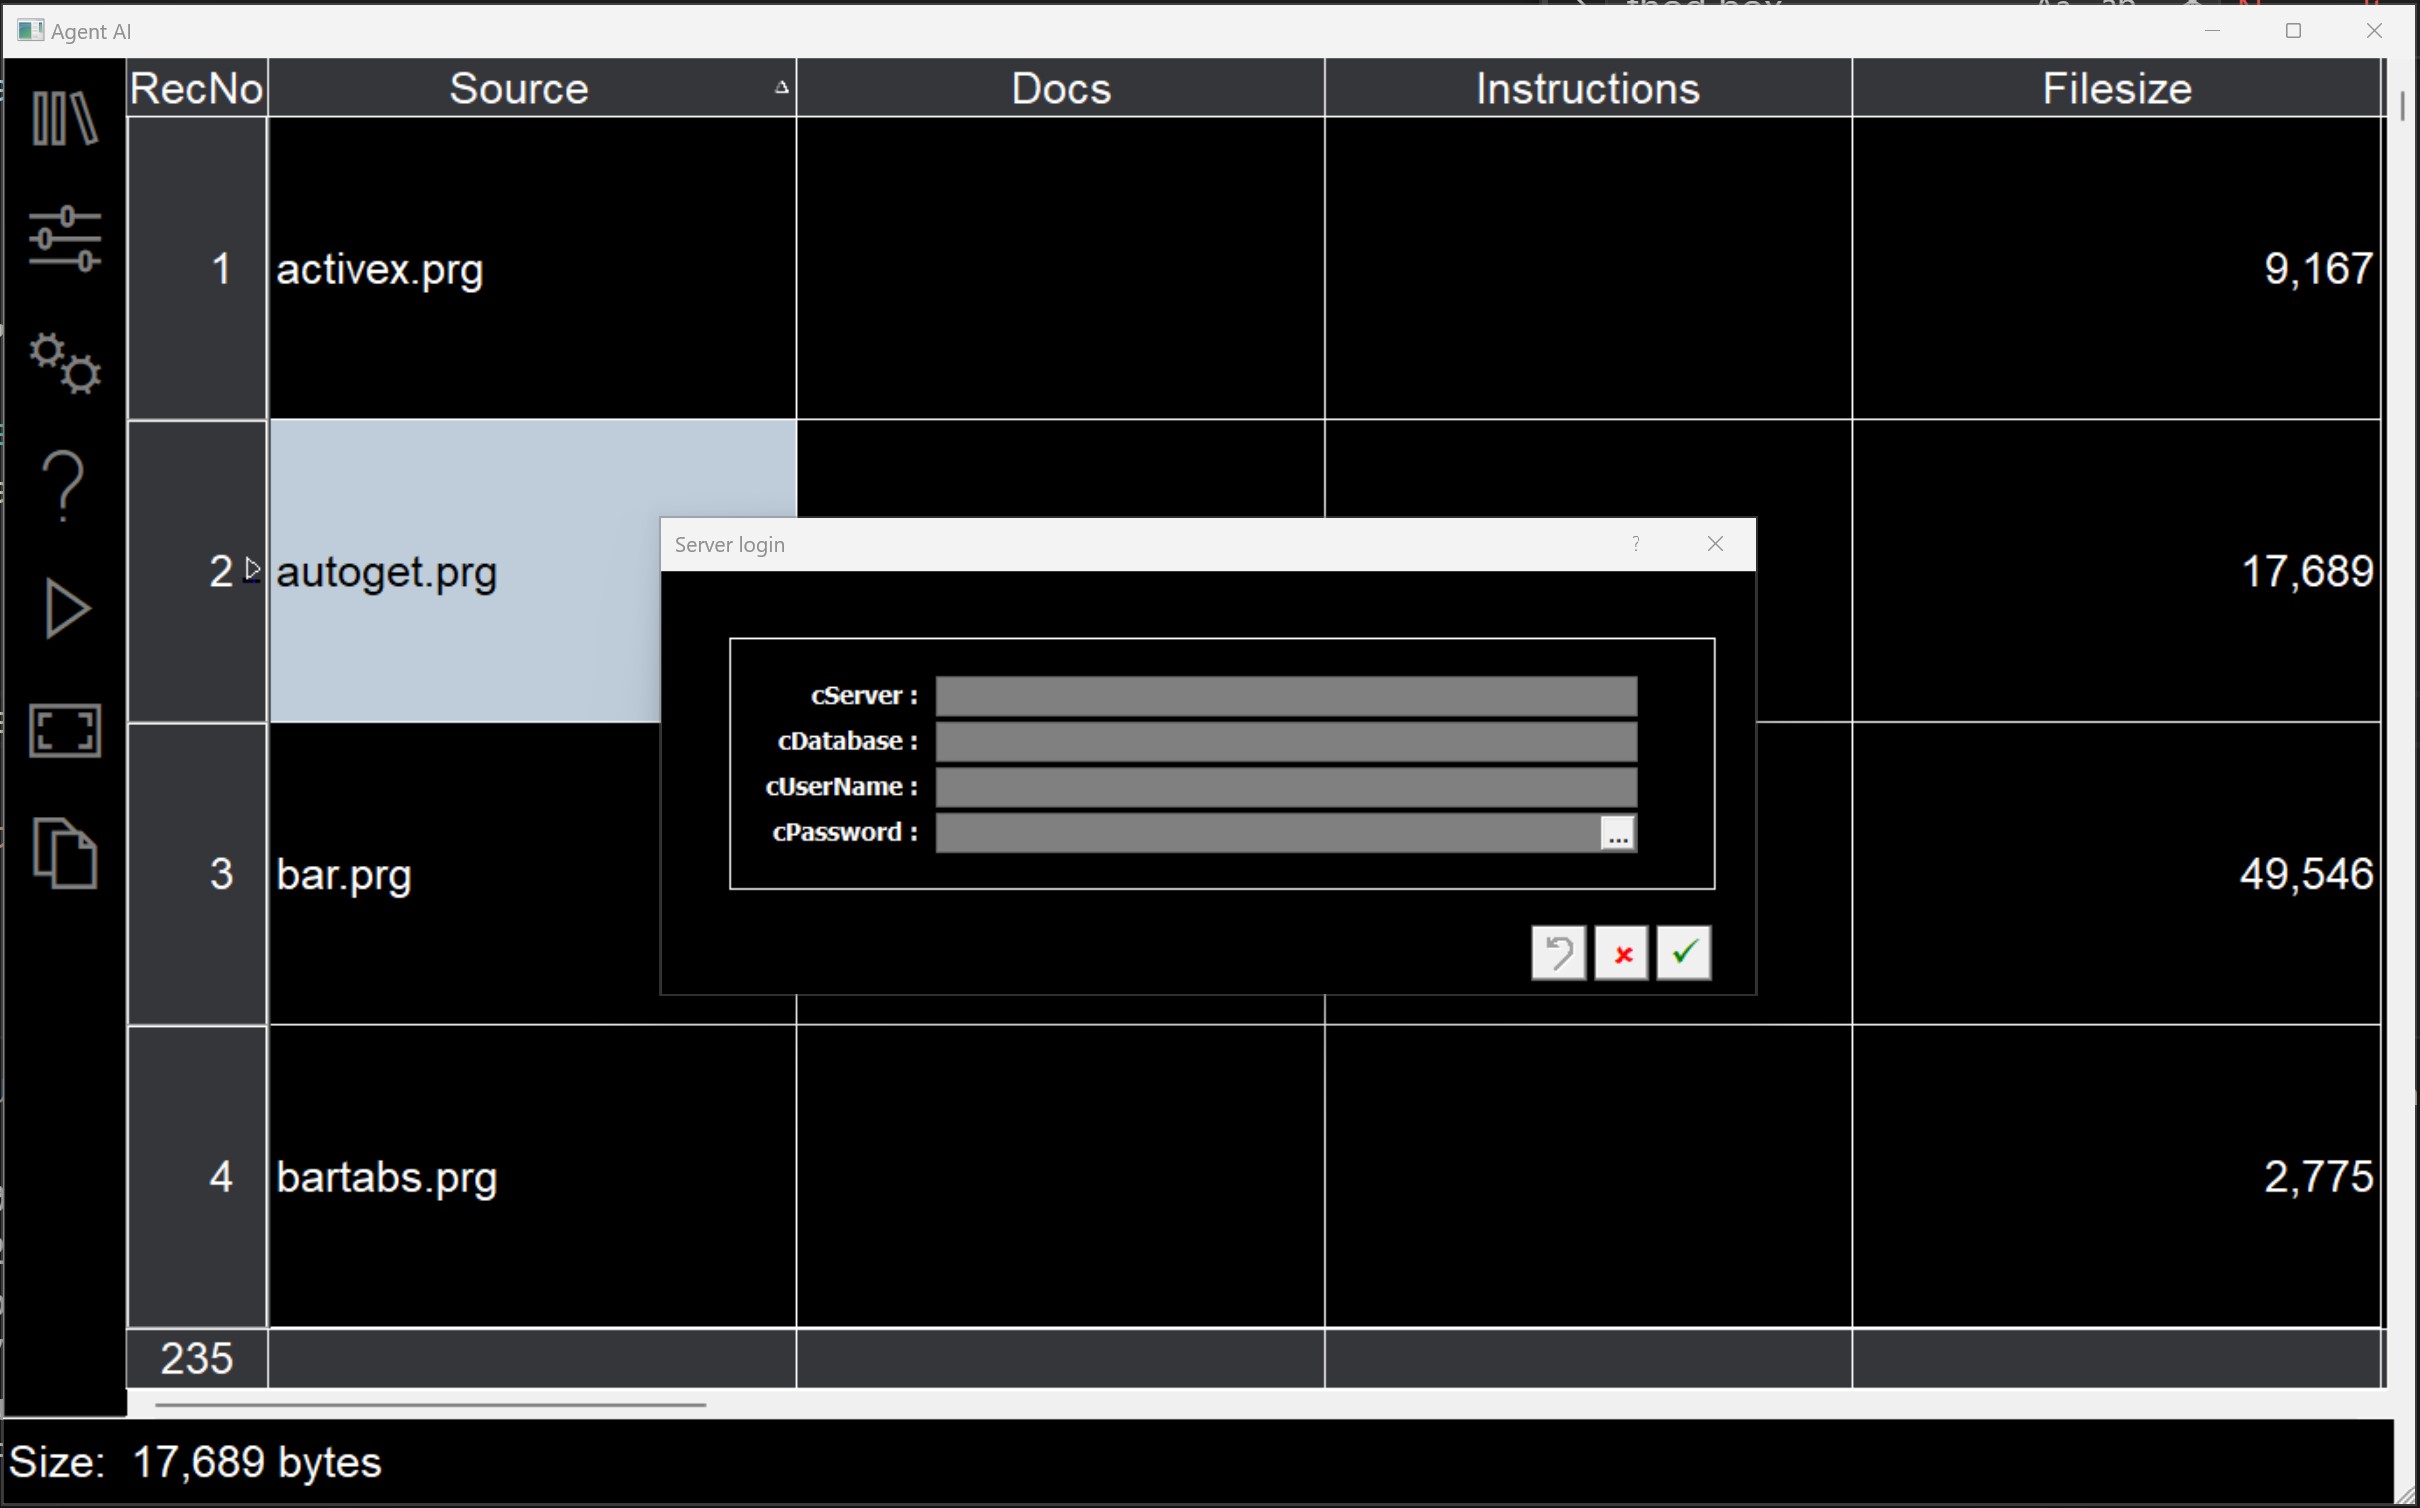 Agent AI
RecNo Source Docs Instructions Filesize
1 activex.prg 9,167
2 autoget.prg 17,689
Server login
cServer :
cDatabase :
cUserName :
cPassword : ...
3 bar.prg 49,546
4 bartabs.prg 2,775
235
Size: 17,689 bytes